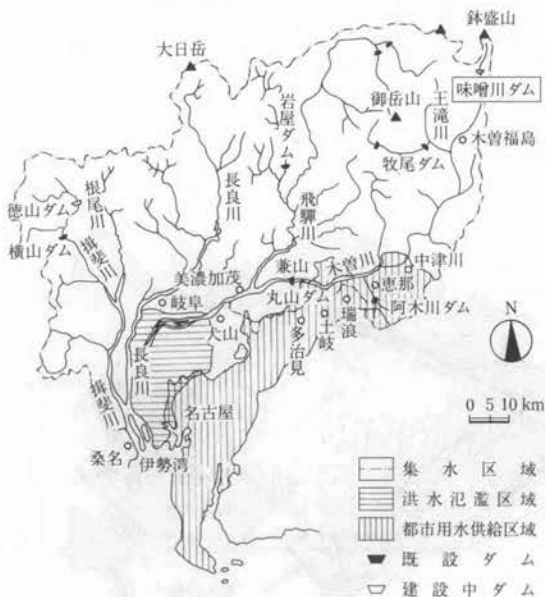 鉢盛山
大日岳
味噌川ダム
御岳山
王滝川
木曽福島
岩屋ダム
牧尾ダム
長良川
飛驒川
根尾川
徳山ダム
横山ダム
揖斐川
兼山
木曽川
中津川
美濃加茂
恵那
岐阜
丸山ダム
阿木川ダム
犬山
瑞浪
土岐
多治見
長良川
揖斐川
名古屋
桑名
伊勢湾
N
0 5 10 km
集水区域
洪水氾濫区域
都市用水供給区域
既設ダム
建設中ダム